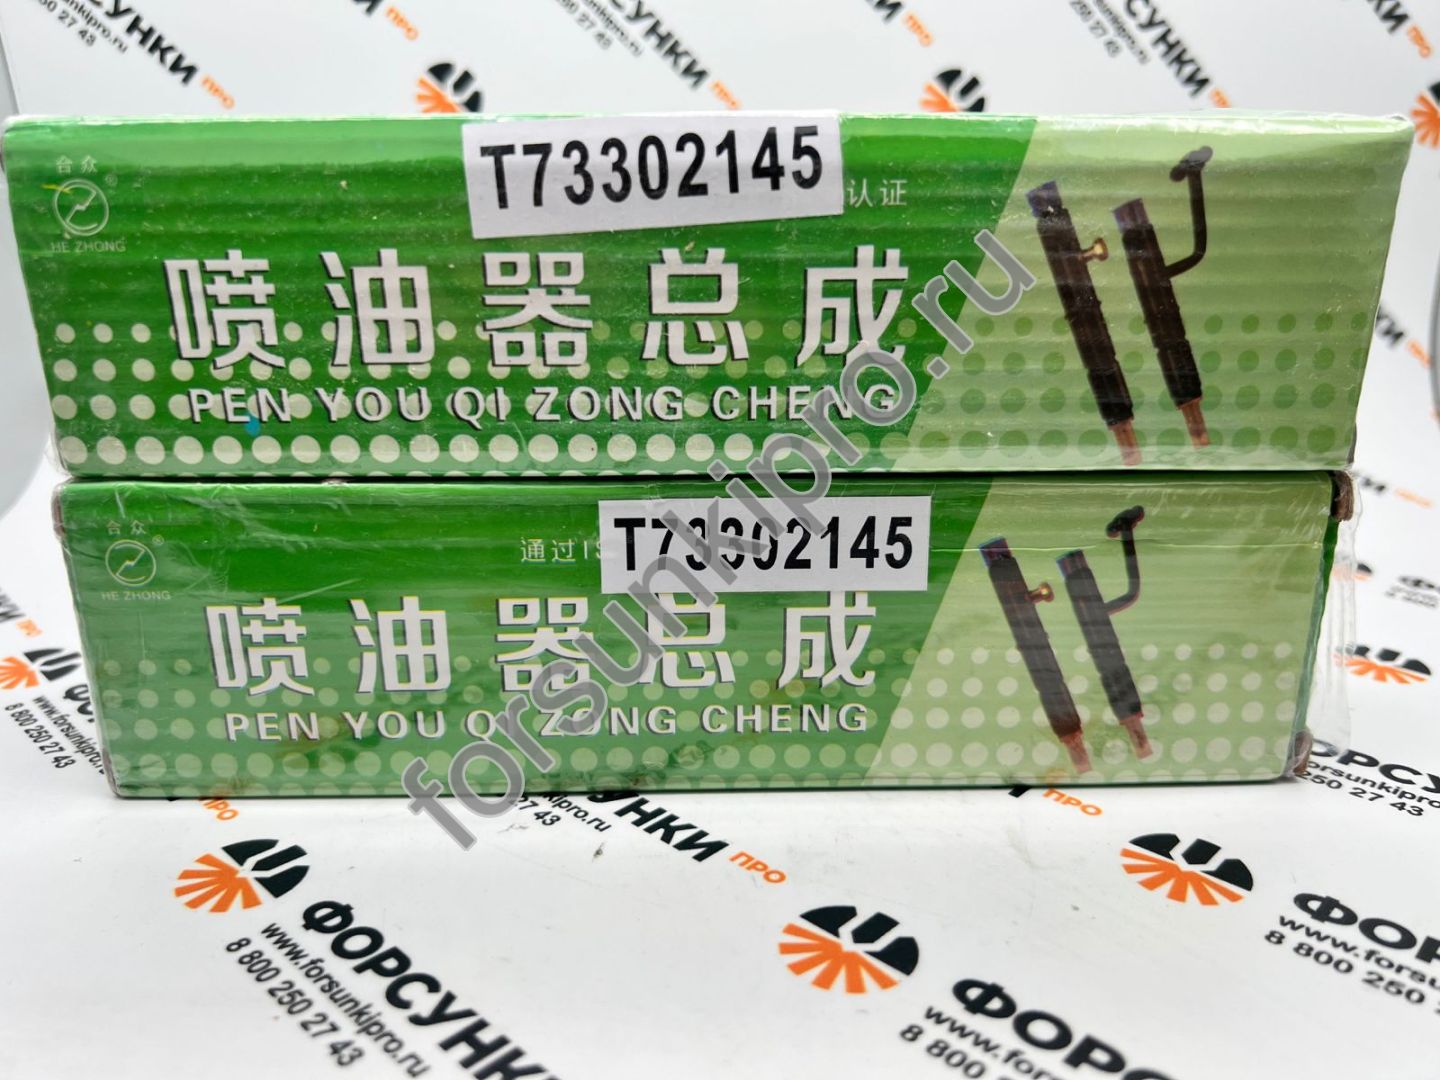 T73302145
合众
®
HE ZHONG
认证
喷油器总成
PEN YOU QI ZONG CHENG
T73302145
合众
®
HE ZHONG
通过IS
喷油器总成
PEN YOU QI ZONG CHENG
forsunkipro.ru
ФОРСУНКИ ПРО
www.forsunkipro.ru
8 800 250 27 43